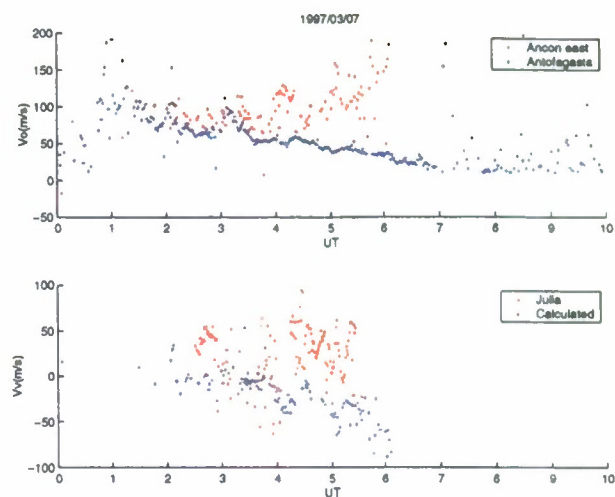 1997/03/07
200
150
100
50
0
-50
Vo(m/s)
Ancon east
Antofagasta
0 1 2 3 4 5 6 7 8 9 10
UT
100
50
0
-50
-100
Vv(m/s)
Julia
Calculated
0 1 2 3 4 5 6 7 8 9 10
UT